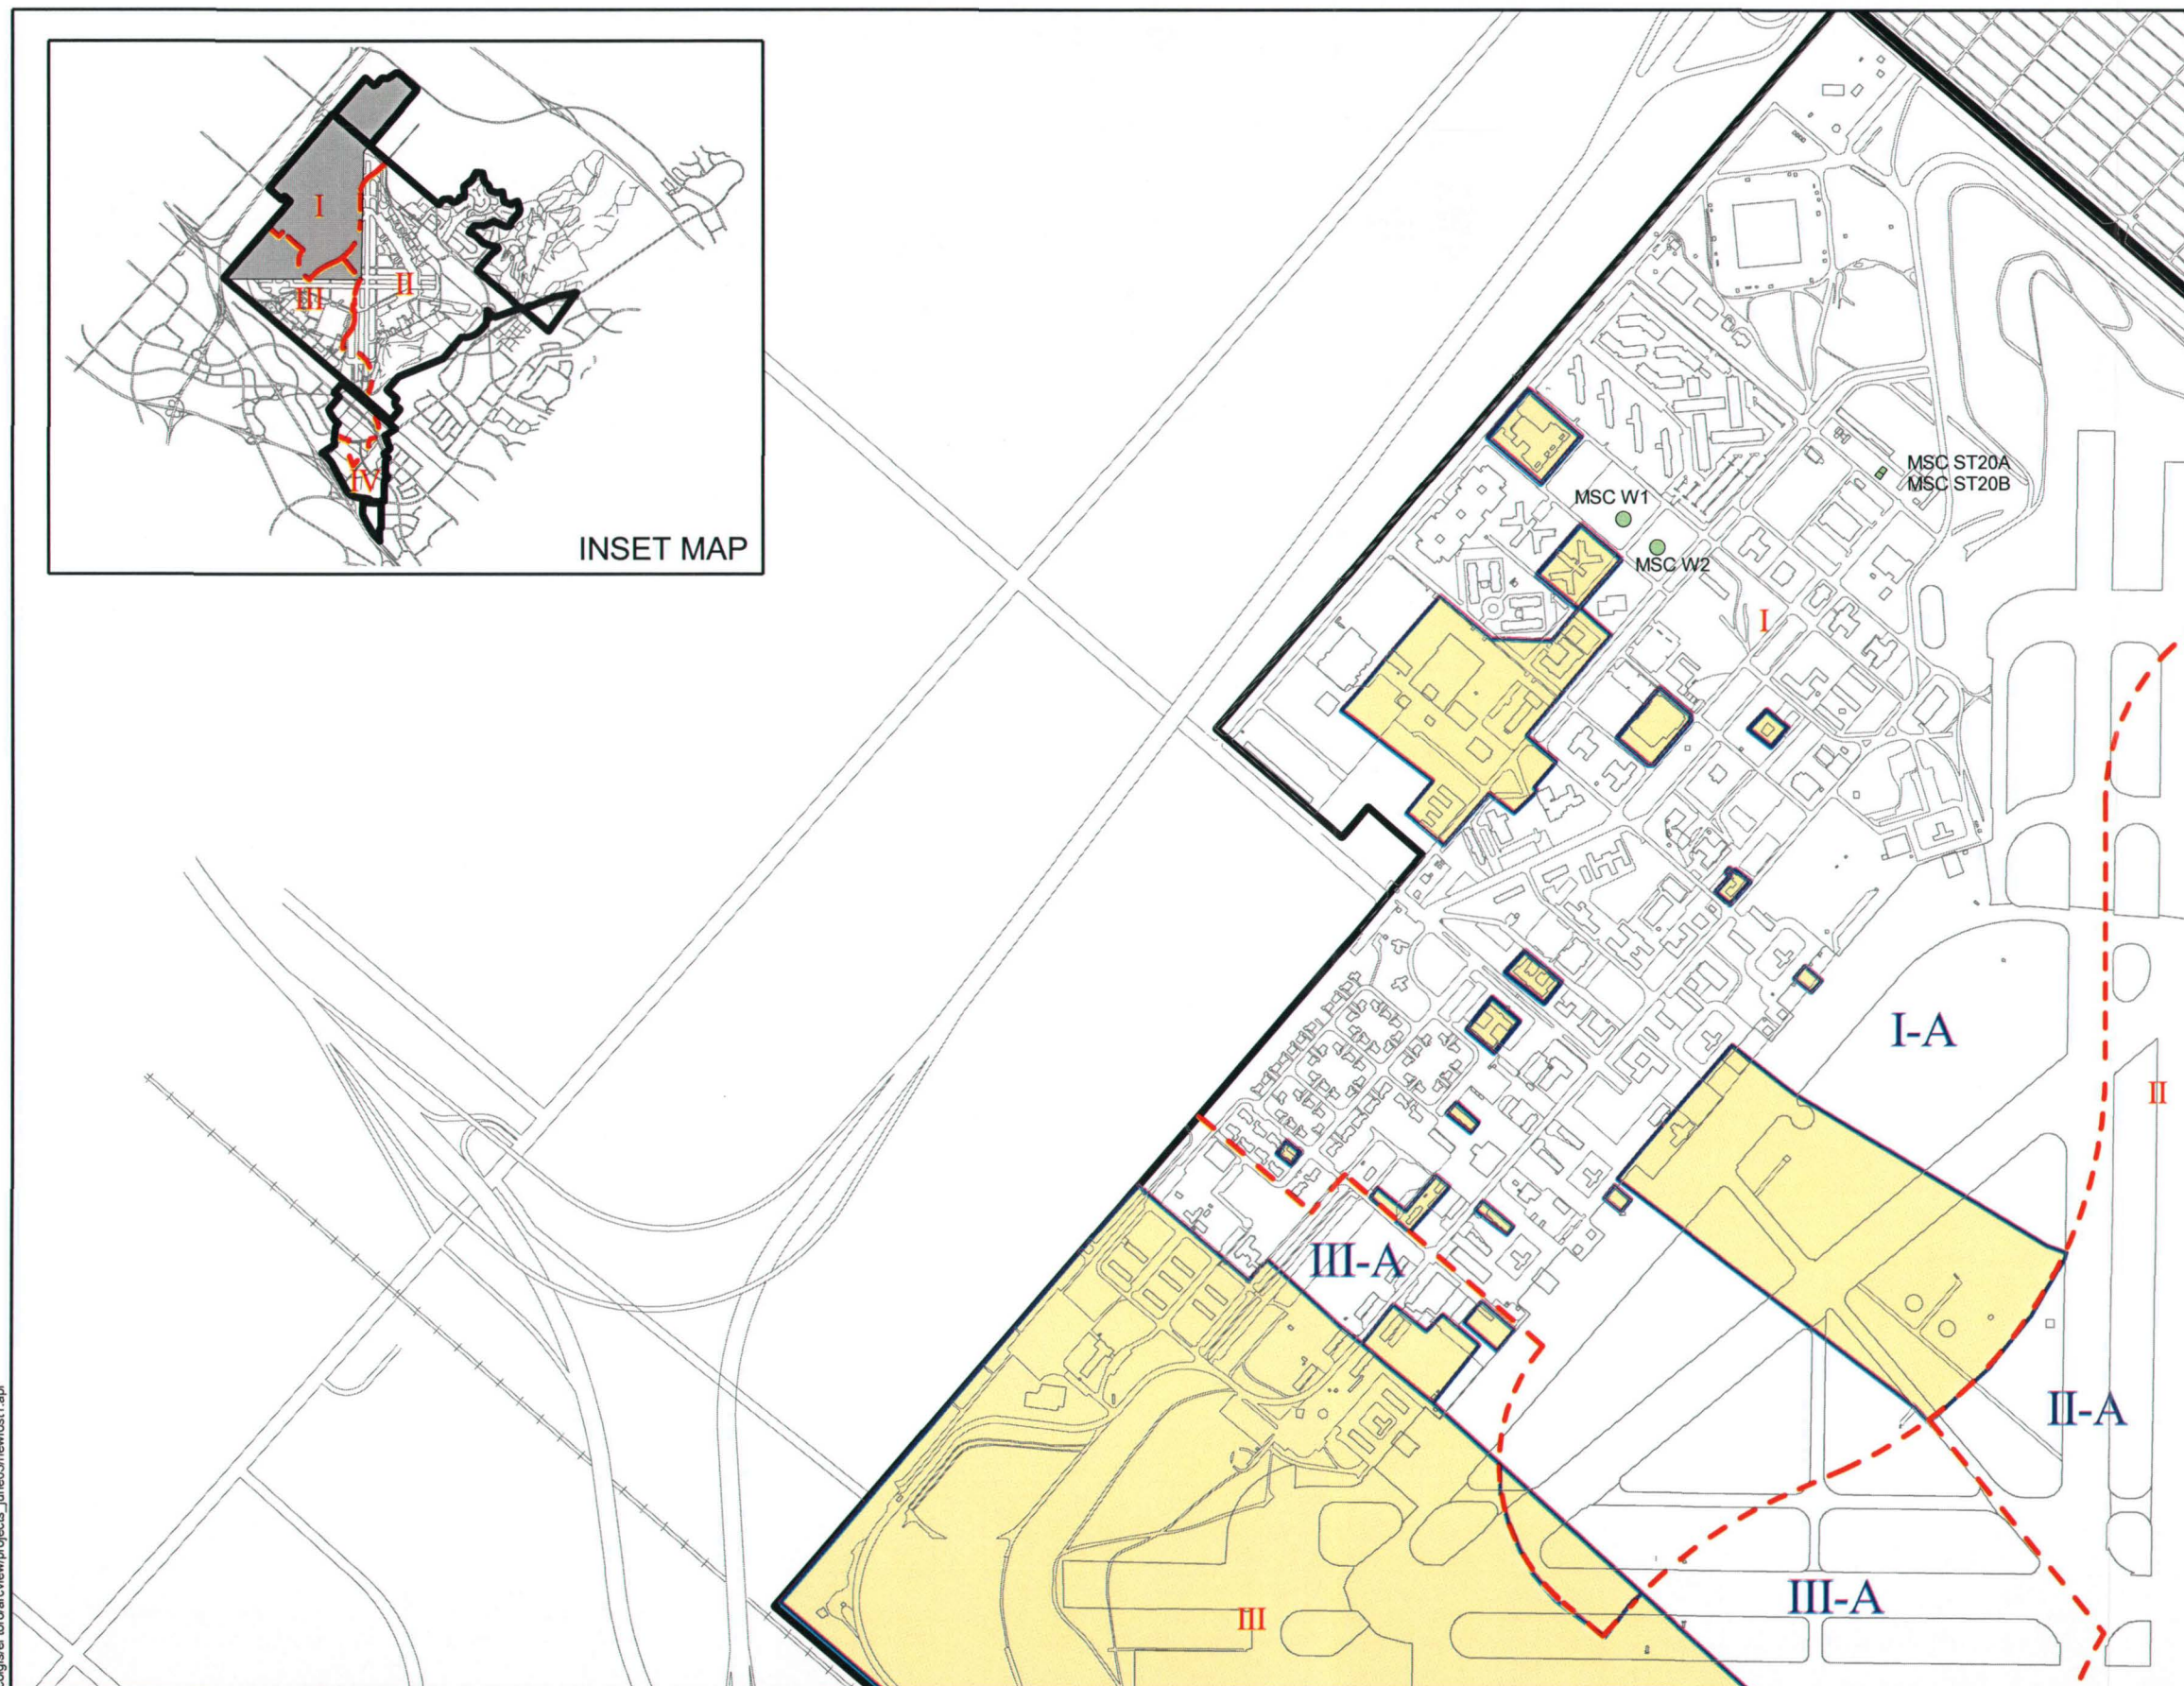 I
II
III
IV
INSET MAP
MSC ST20A
MSC ST20B
MSC W1
MSC W2
I
I-A
II
III-A
II-A
III-A
III